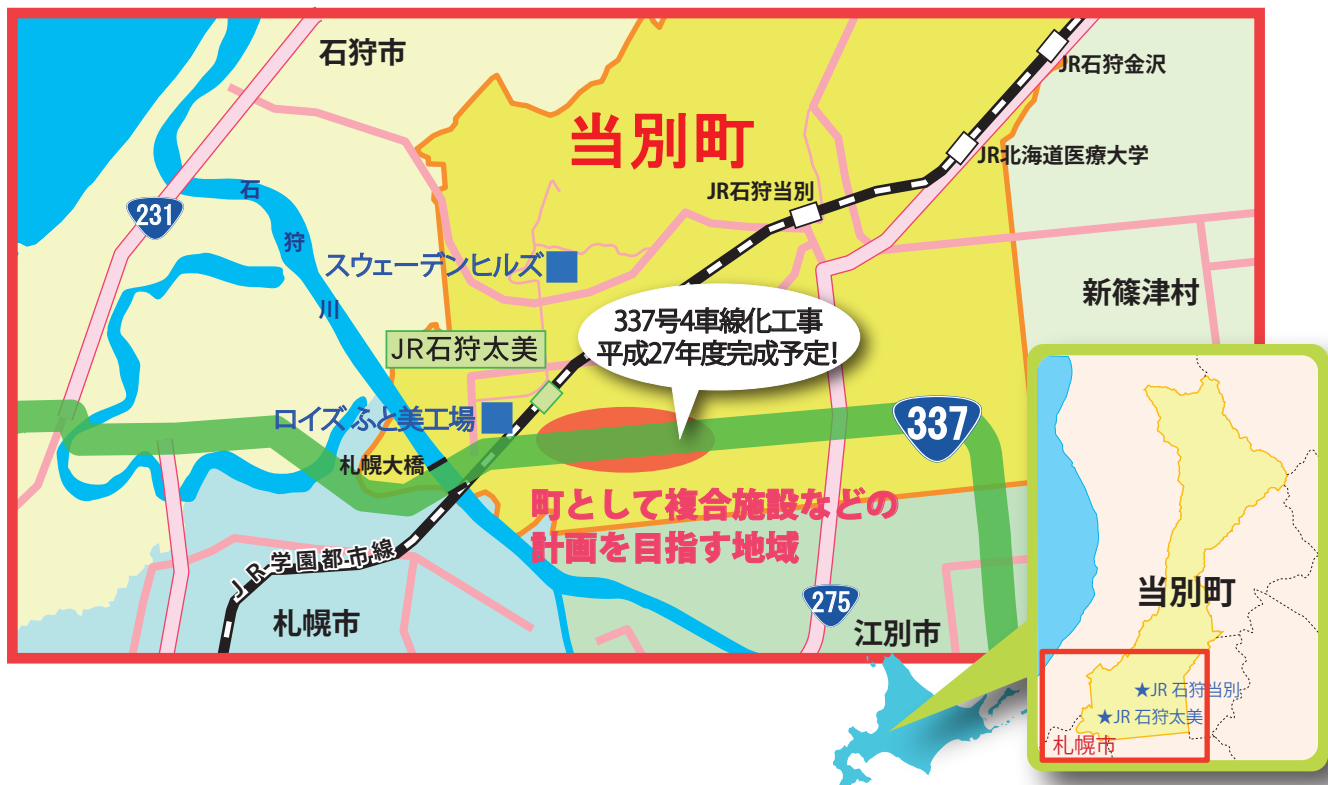 石狩市
当別町
JR石狩金沢
JR北海道医療大学
JR石狩当別
231
石狩川
スウェーデンヒルズ
新篠津村
337号4車線化工事
平成27年度完成予定!
JR石狩太美
ロイズふと美工場
337
札幌大橋
町として複合施設などの
計画を目指す地域
JR学園都市線
275
札幌市
江別市
当別町
★JR 石狩当別
★JR 石狩太美
札幌市